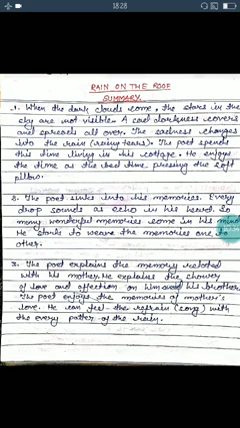 18:28
RAIN ON THE ROOF
SUMMARY
1. When the dark clouds come, the stars in the
sky are not visible. A cool darkness covers
and spreads all over. The sadness changes
into the rain (rainy tears). The poet spends
this time living in his cottage. He enjoys
the time as the best time pressing the soft
pillow.
2. The poet sinks into his memories. Every
drop sounds as echo in his heard. So
many wonderful memories come in his mind
He starts to weave the memories one to
other.
3. The poet explains the memory related
with his mother. He explains the shower
of love and affection on him and his brother.
The poet enjoys the memories of mother's
love. He can feel the refrain (song) with
the every patter of the rain.